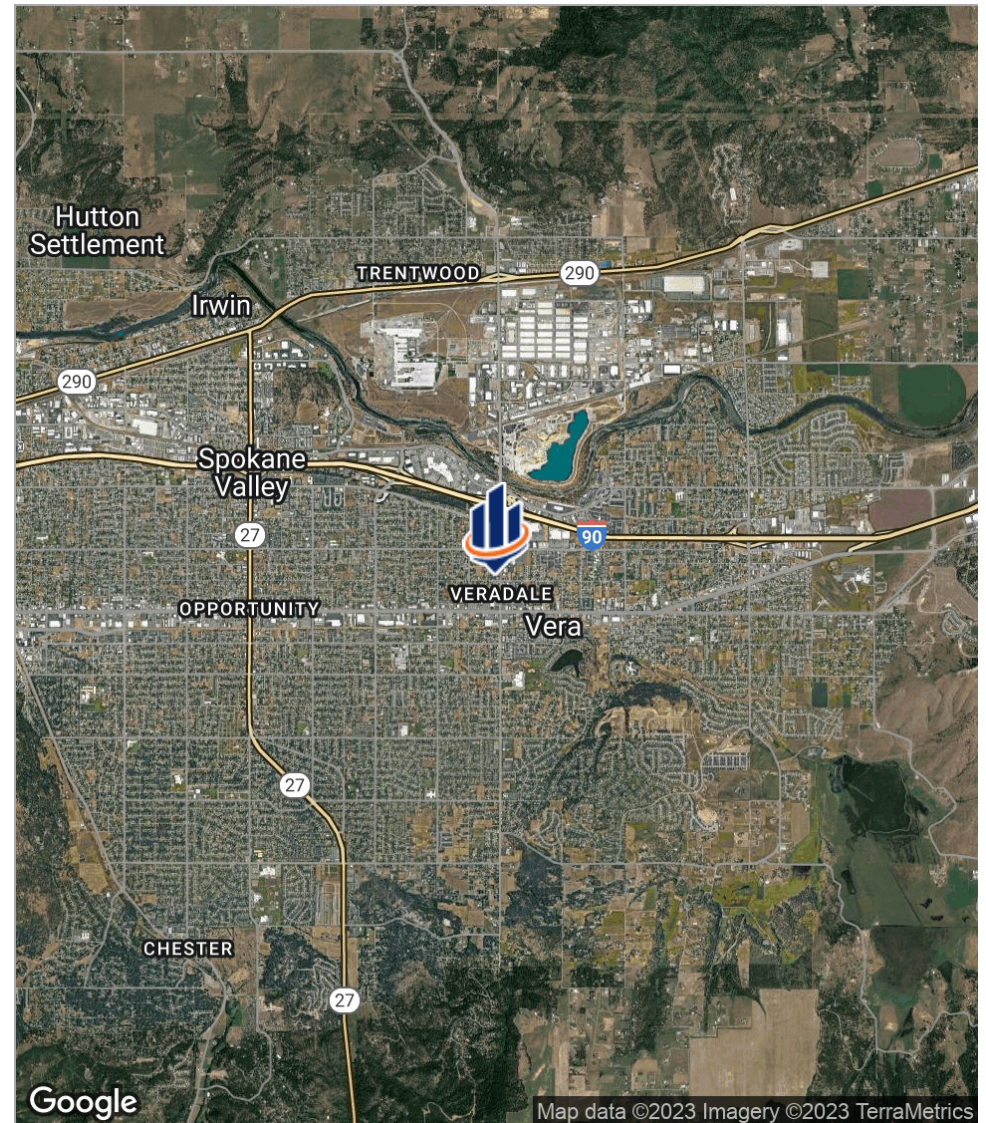 Hutton
Settlement
TRENTWOOD
290
Irwin
290
Spokane
Valley
27
90
VERADALE
OPPORTUNITY
Vera
27
CHESTER
27
Google
Map data ©2023 Imagery ©2023 TerraMetrics